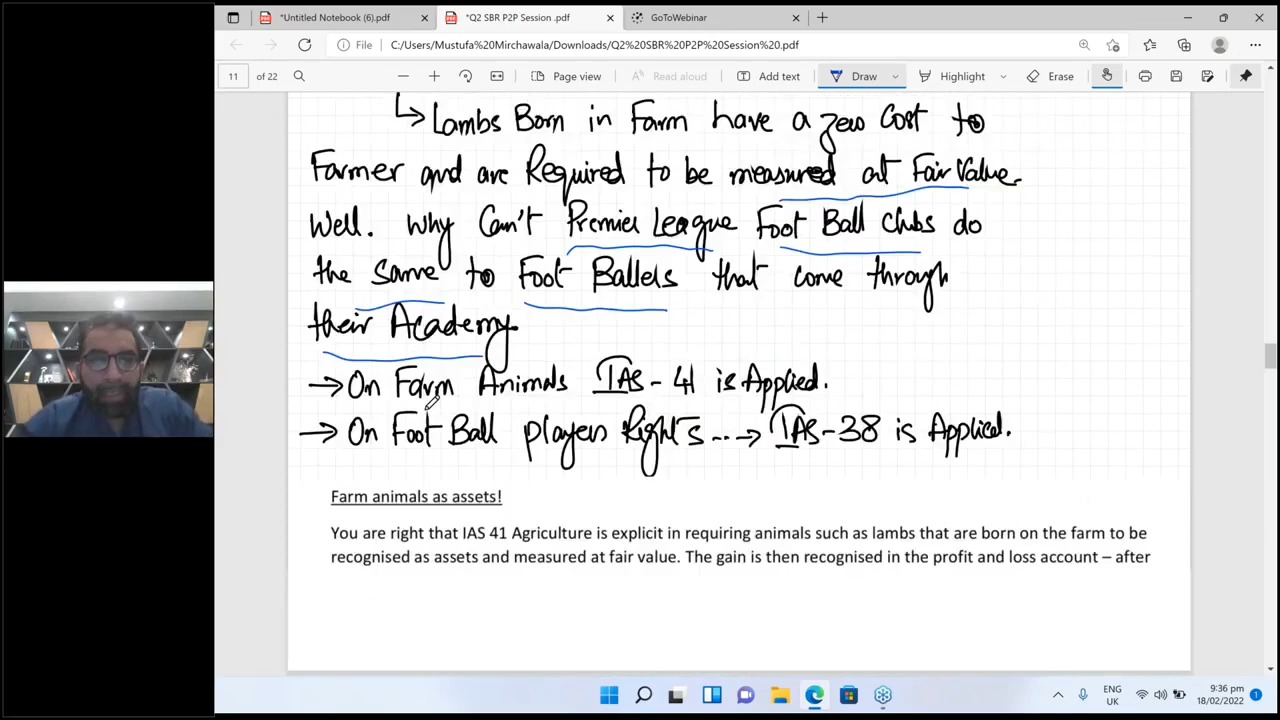 *Untitled Notebook (6).pdf
*Q2 SBR P2P Session .pdf
GoToWebinar
File
C:/Users/Mustufa%20Mirchawala/Downloads/Q2%20SBR%20P2P%20Session%20.pdf
11 of 22
Page view
Read aloud
Add text
Draw
Highlight
Erase
Lambs Born in Farm have a zero Cost to
Farmer and are Required to be measured at Fair Value
Well. Why Can't Premier League Foot Ball clubs do
the Same to Foot Ballers that come through
their Academy.
→ On Farm Animals IAS - 41 is Applied.
→ On Foot Ball players Rights ..→ IAS-38 is Applied.
Farm animals as assets!
You are right that IAS 41 Agriculture is explicit in requiring animals such as lambs that are born on the farm to be
recognised as assets and measured at fair value. The gain is then recognised in the profit and loss account – after
ENG
UK
9:36 pm
18/02/2022
1